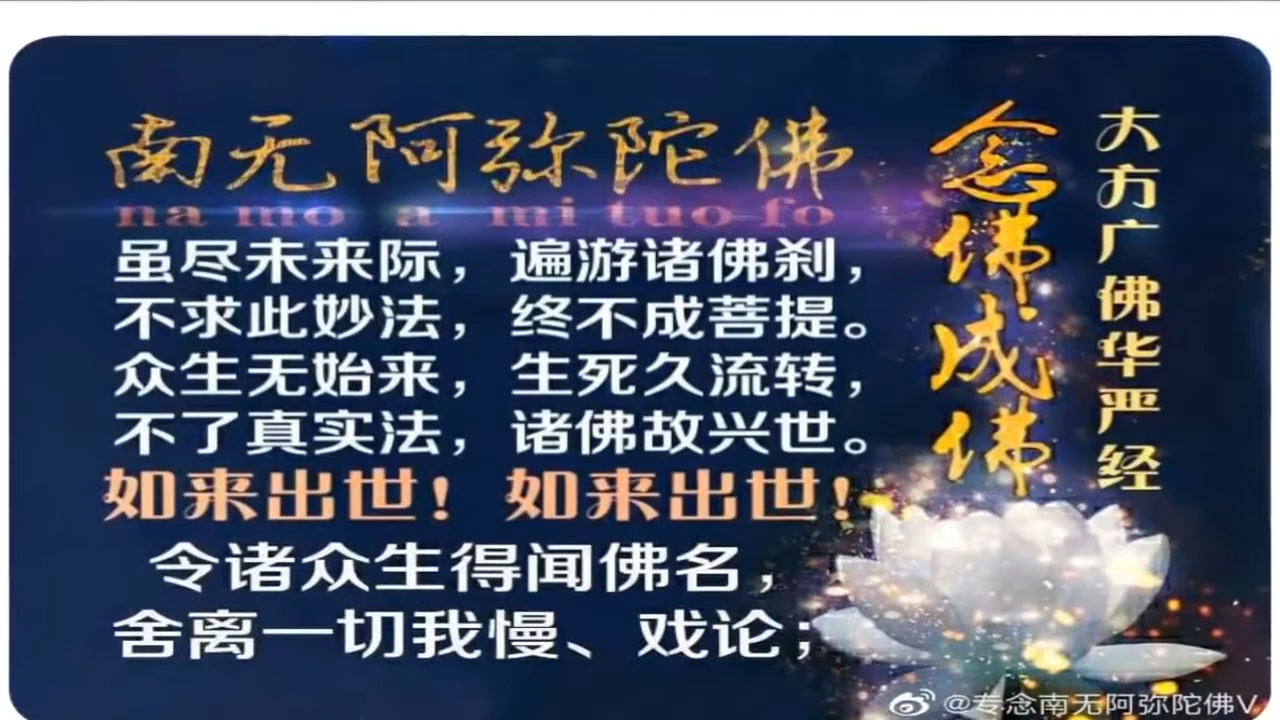 南无阿弥陀佛
na mo a mi tuo fo
虽尽未来际，遍游诸佛刹，
不求此妙法，终不成菩提。
众生无始来，生死久流转，
不了真实法，诸佛故兴世。
如来出世！如来出世！
令诸众生得闻佛名，
舍离一切我慢、戏论；
念佛成佛
大方广佛华严经
@专念南无阿弥陀佛V